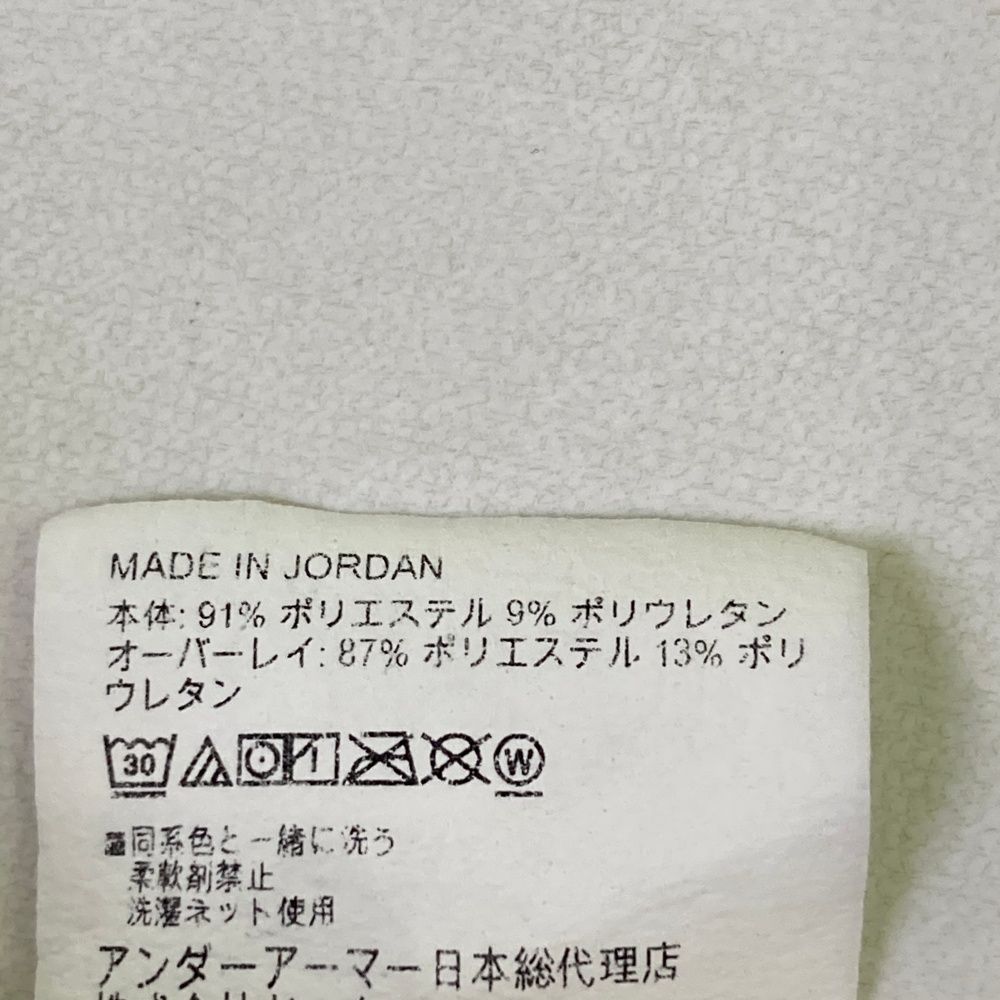 MADE IN JORDAN
本体: 91% ポリエステル 9% ポリウレタン
オーバーレイ: 87% ポリエステル 13% ポリ
ウレタン
30
W
同系色と一緒に洗う
柔軟剤禁止
洗濯ネット使用
アンダーアーマー日本総代理店